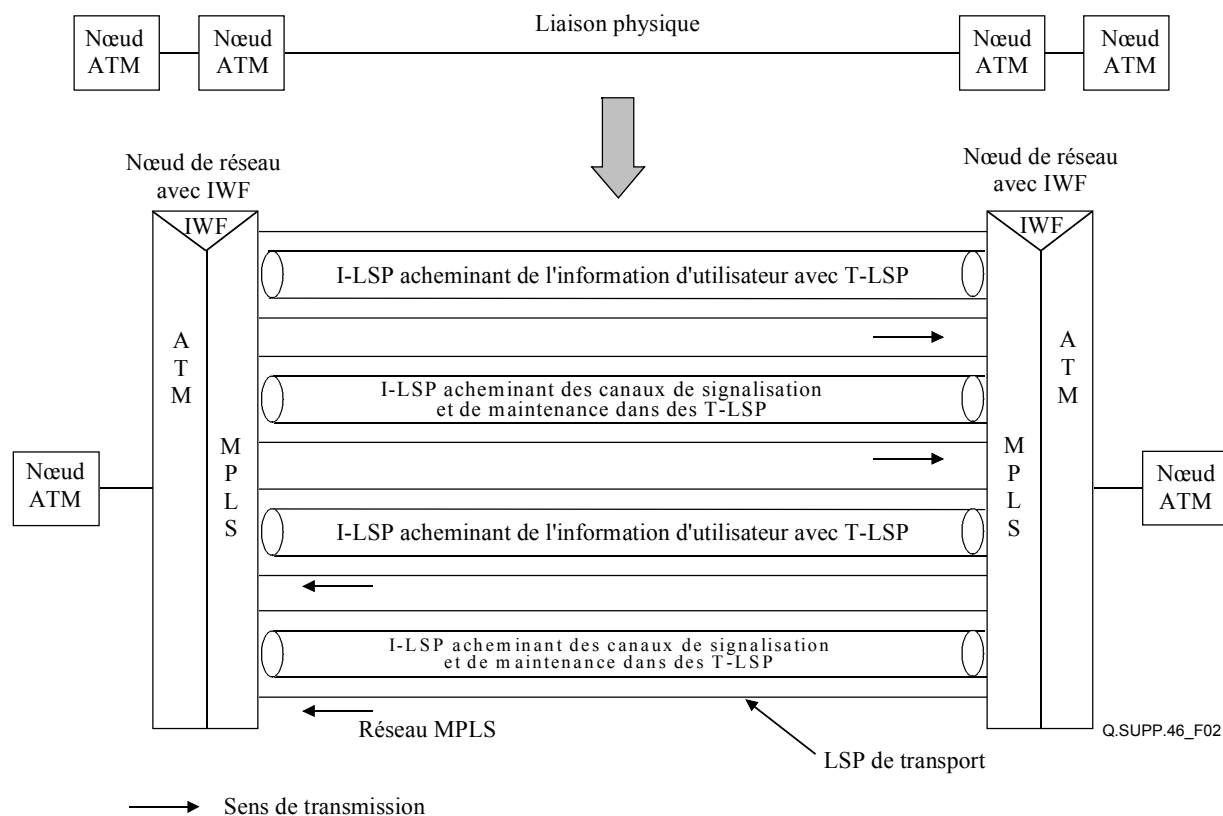 Liaison physique
Nœud
ATM
Nœud
ATM
Nœud
ATM
Nœud
ATM
Nœud de réseau
avec IWF
Nœud de réseau
avec IWF
IWF
IWF
I-LSP acheminant de l'information d'utilisateur avec T-LSP
I-LSP acheminant des canaux de signalisation
et de maintenance dans des T-LSP
I-LSP acheminant de l'information d'utilisateur avec T-LSP
I-LSP acheminant des canaux de signalisation
et de maintenance dans des T-LSP
A
T
M
M
P
L
S
M
P
L
S
A
T
M
Nœud
ATM
Nœud
ATM
Réseau MPLS
LSP de transport
Q.SUPP.46_F02
Sens de transmission